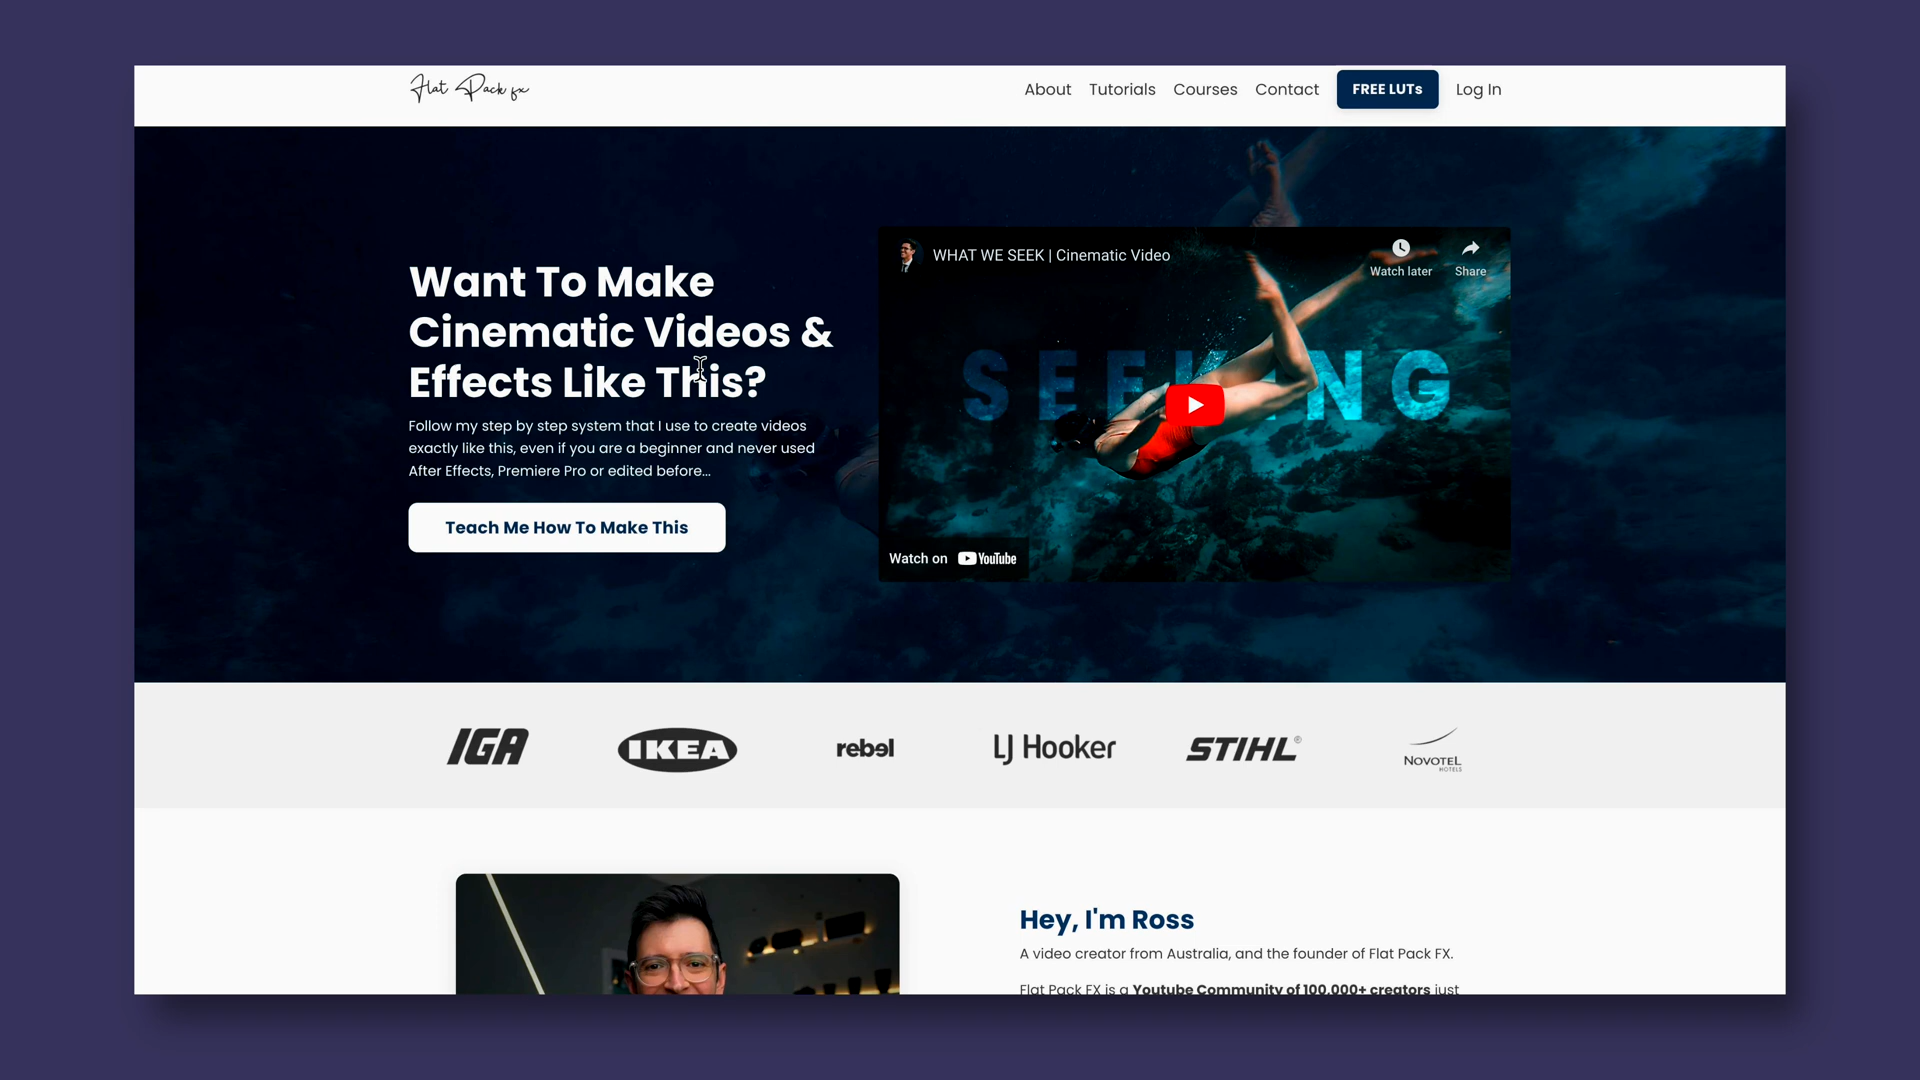 Flat Pack fx
About Tutorials Courses Contact FREE LUTs Log In
Want To Make
Cinematic Videos &
Effects Like This?
Follow my step by step system that I use to create videos
exactly like this, even if you are a beginner and never used
After Effects, Premiere Pro or edited before...
Teach Me How To Make This
WHAT WE SEEK | Cinematic Video
Watch later
Share
SEEKING
Watch on YouTube
IGA
IKEA
rebel
LJ Hooker
STIHL®
NOVOTEL
HOTELS
Hey, I'm Ross
A video creator from Australia, and the founder of Flat Pack FX.
Flat Pack FX is a Youtube Community of 100,000+ creators just